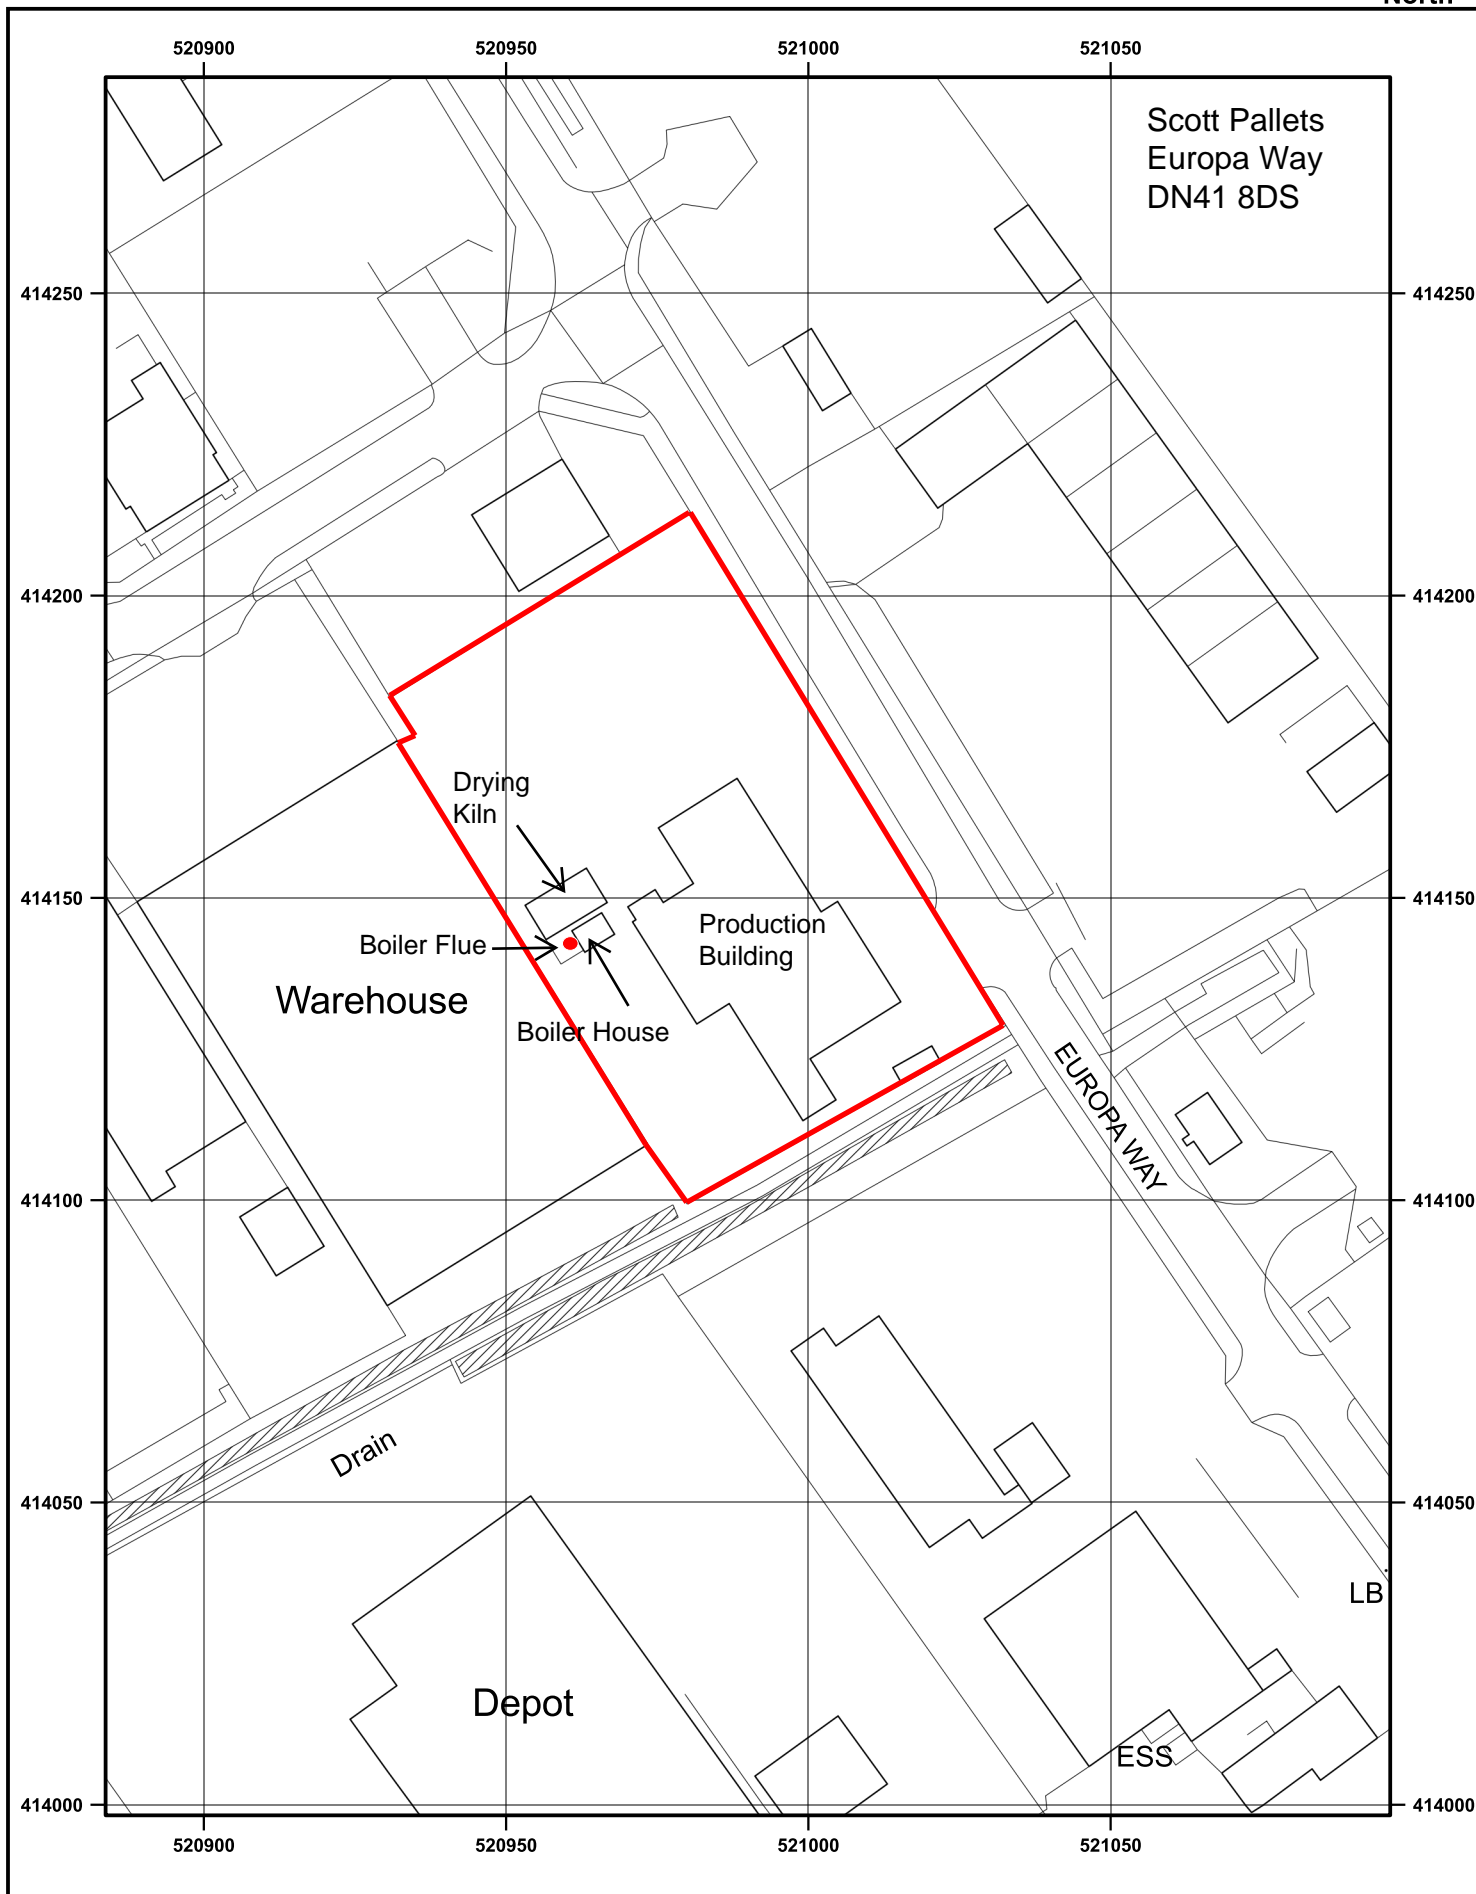 North
520900 520950 521000 521050
Scott Pallets
Europa Way
DN41 8DS
414250 414250
414200 414200
Drying
Kiln
414150 414150
Production
Building
Boiler Flue
Warehouse
Boiler House
EUROPA WAY
414100 414100
Drain
414050 414050
LB
Depot
ESS
414000 414000
520900 520950 521000 521050